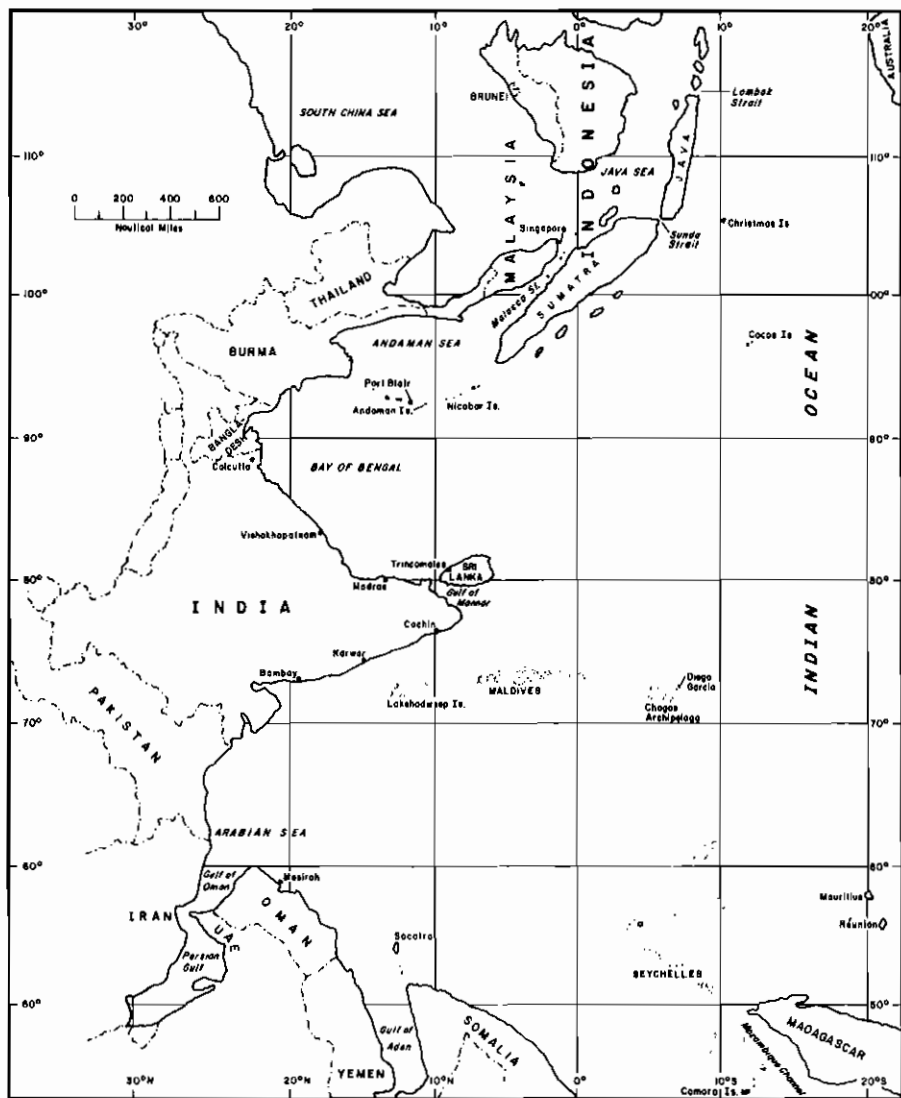 30°
20°
10°
0°
10°
20°
AUSTRALIA
BRUNEI
INDONESIA
Lombok
Strait
SOUTH CHINA SEA
MALAYSIA
JAVA
110°
JAVA SEA
110°
0 200 400 600
Nautical Miles
Singapore
Sunda
Strait
Christmas Is
THAILAND
Malacca St.
SUMATRA
100°
100°
BURMA
ANDAMAN SEA
Cocos Is
OCEAN
Port Blair
Andaman Is.
Nicobar Is.
BANGLA
DESH
90°
80°
Calcutta
BAY OF BENGAL
Vishakhapatnam
Trincomalee
SRI
LANKA
80°
80°
Madras
Gulf of
Mannar
INDIA
Cochin
INDIAN
Karwar
Bombay
Lakshadweep Is.
MALDIVES
Diego
Garcia
Chagos
Archipelago
PAKISTAN
70°
70°
ARABIAN SEA
60°
60°
Gulf of
Oman
Masirah
Mauritius
IRAN
OMAN
Réunion
UAE
Socotra
Persian
Gulf
SEYCHELLES
60°
50°
SOMALIA
MADAGASCAR
Gulf of
Aden
Mozambique Channel
YEMEN
Comoro Is.
30°N
20°N
10°N
0°
10°S
20°S